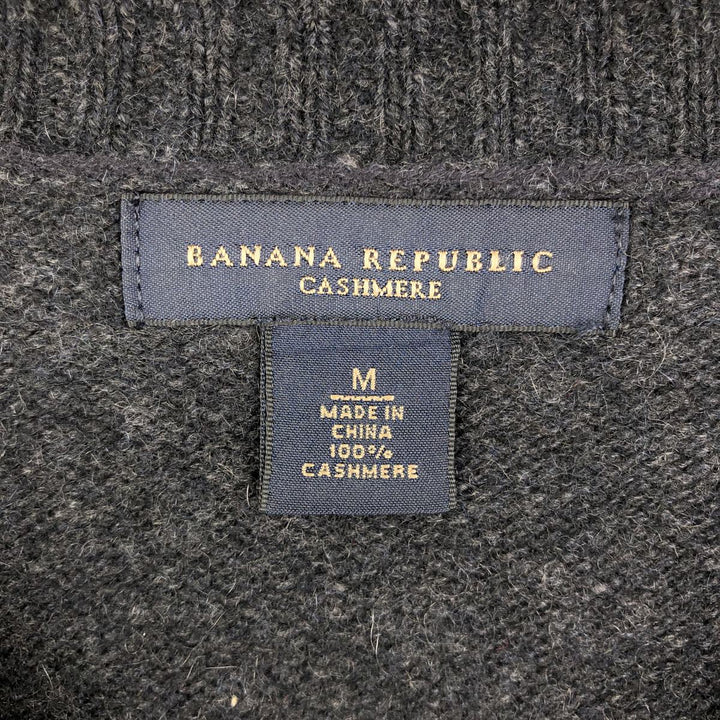 BANANA REPUBLIC
CASHMERE
M
MADE IN
CHINA
100%
CASHMERE